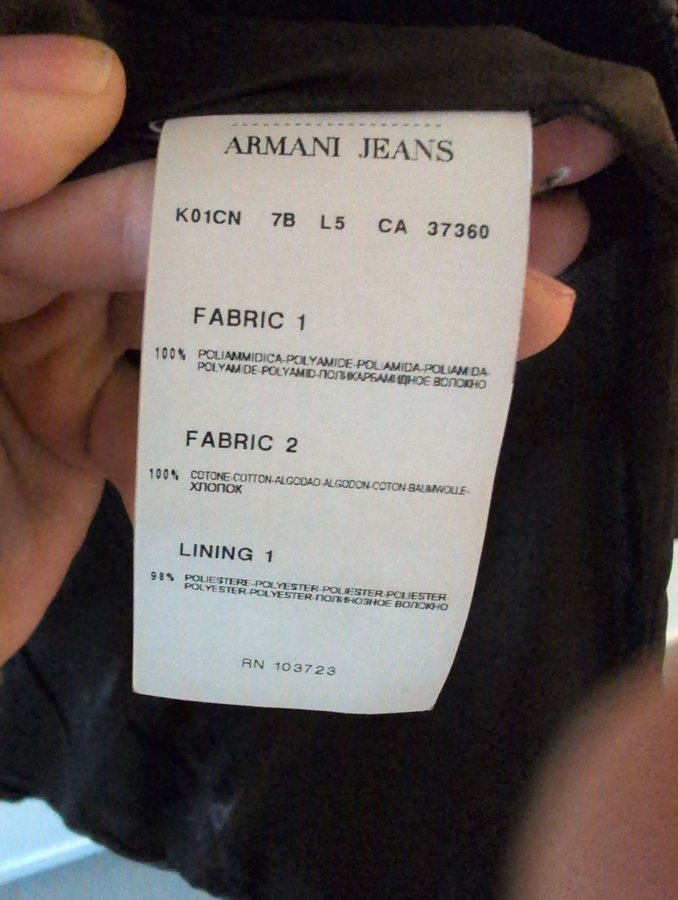 ARMANI JEANS
K01CN 7B L5 CA 37360
FABRIC 1
100% POLIAMMIDICA-POLYAMIDE-POLIAMIDA-POLIAMIDA-
POLYAMIDE-POLYAMID-ПОЛИКАРБАМИДНОЕ ВОЛОКНО
FABRIC 2
100% COTONE-COTTON-ALGODAO ALGODON-COTON-BAUMWOLLE-
ХЛОПОК
LINING 1
98% POLIESTERE-POLYESTER-POLIESTER-POLIESTER-
POLYESTER-POLYESTER-ПОЛИНОЗНОЕ ВОЛОКНО
RN 103723